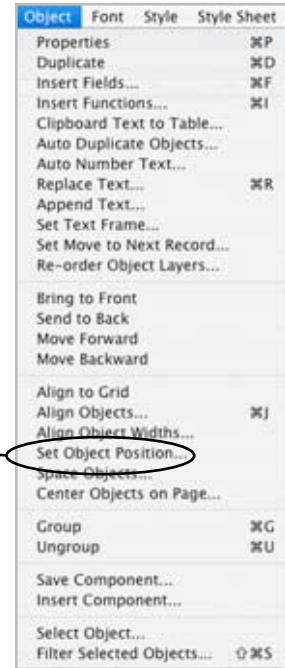 Object Font Style Style Sheet
Properties ⌘P
Duplicate ⌘D
Insert Fields... ⌘F
Insert Functions... ⌘I
Clipboard Text to Table...
Auto Duplicate Objects...
Auto Number Text...
Replace Text... ⌘R
Append Text...
Set Text Frame...
Set Move to Next Record...
Re-order Object Layers...
Bring to Front
Send to Back
Move Forward
Move Backward
Align to Grid
Align Objects... ⌘J
Align Object Widths...
Set Object Position...
Space Objects...
Center Objects on Page...
Group ⌘G
Ungroup ⌘U
Save Component...
Insert Component...
Select Object...
Filter Selected Objects... ⇧⌘S